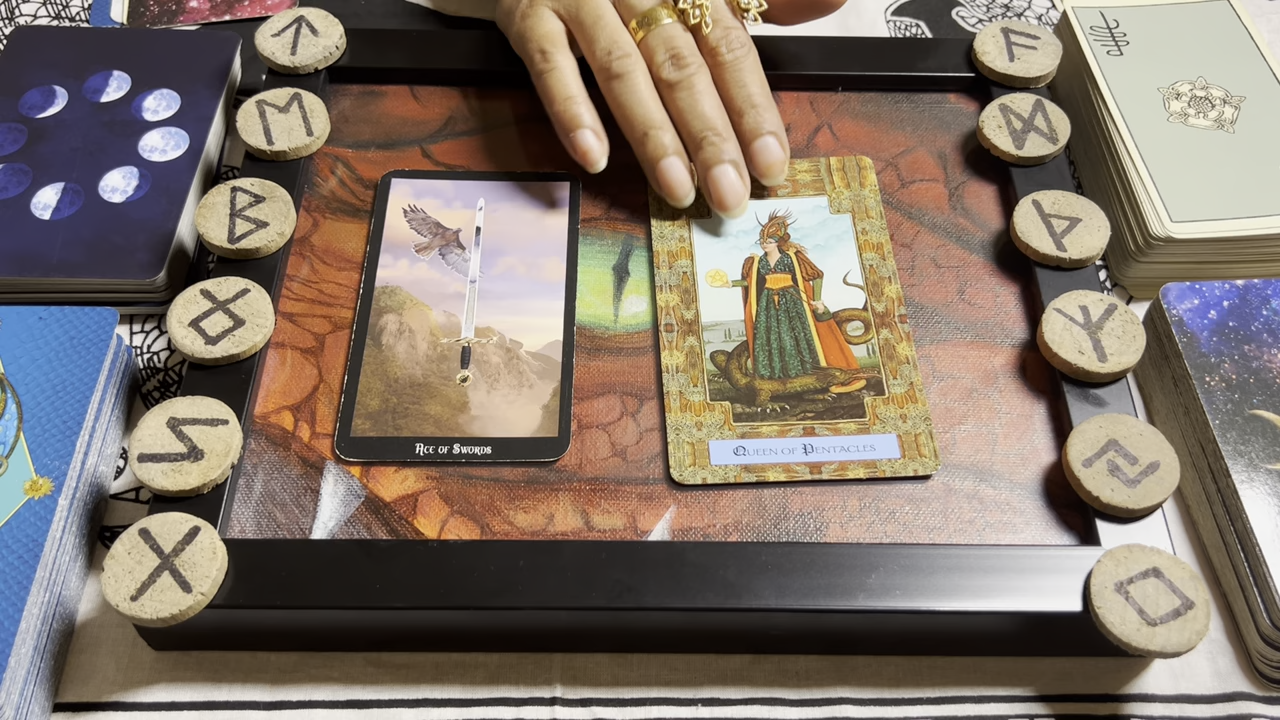 ᛏ
ᛖ
ᛒ
ᛟ
ᛊ
ᚷ
ᚨ
ᛞ
ᚦ
ᛉ
ᛃ
ᛜ
Ace of Swords
Queen of Pentacles